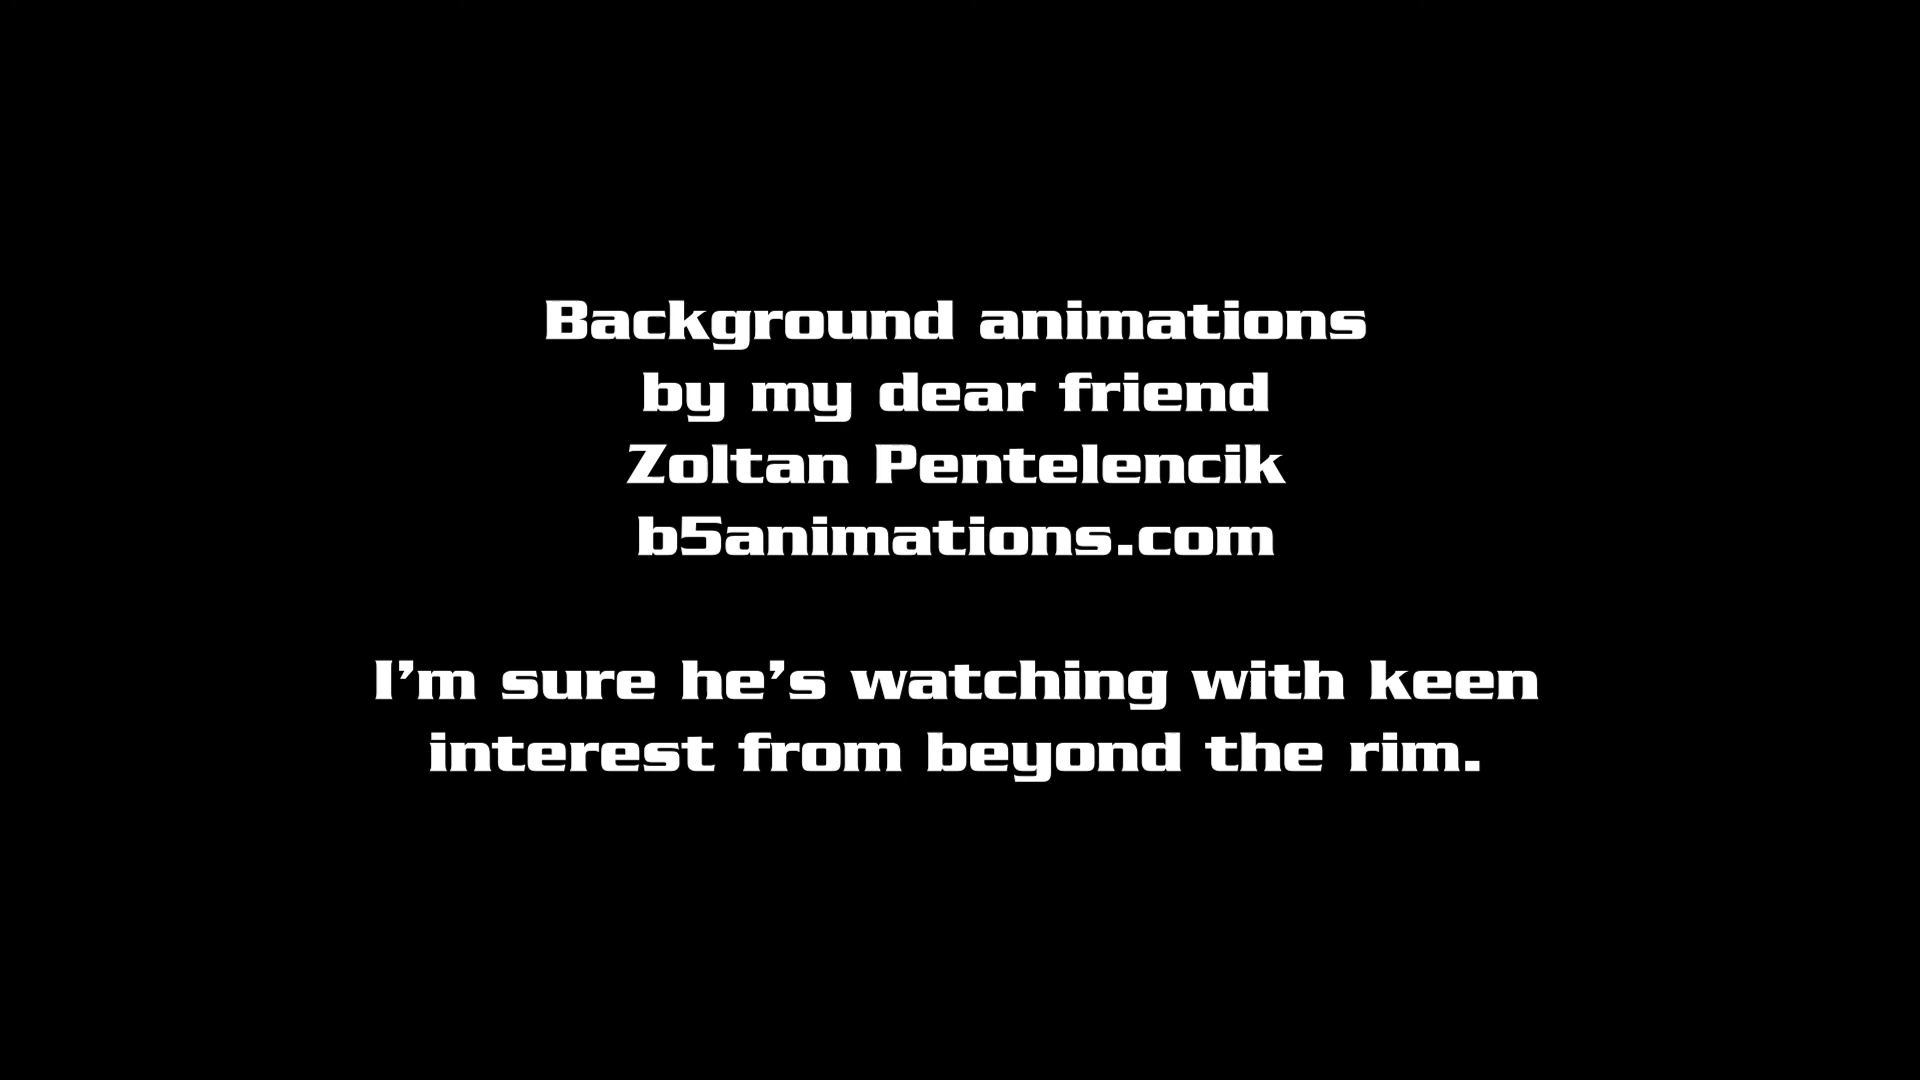 Background animations
by my dear friend
Zoltan Pentelencik
b5animations.com
I'm sure he's watching with keen
interest from beyond the rim.